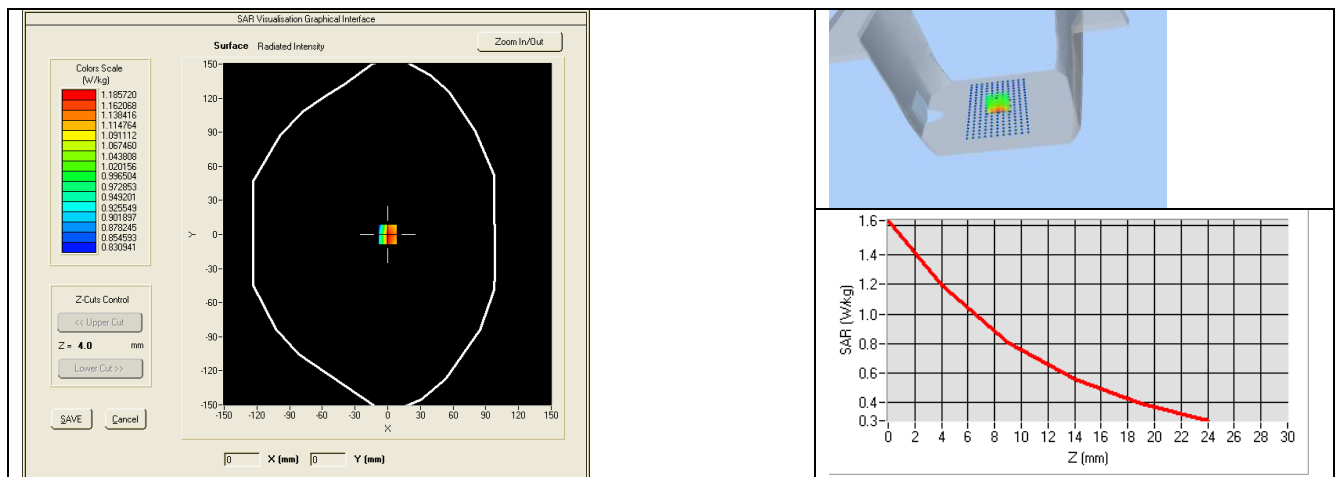 SAR Visualisation Graphical Interface
Surface Radiated Intensity
Zoom In/Out
Colors Scale
(W/kg)
1.185720
1.162068
1.138416
1.114764
1.091112
1.067460
1.043808
1.020156
0.996504
0.972853
0.949201
0.925549
0.901897
0.878245
0.854593
0.830941
Z-Cuts Control
<< Upper Cut
Z = 4.0 mm
Lower Cut >>
SAVE Cancel
150
120
90
60
30
0
-30
-60
-90
-120
-150
Y
-150 -120 -90 -60 -30 0 30 60 90 120 150
X
0 X (mm) 0 Y (mm)
1.6
1.4
1.2
1.0
0.8
0.6
0.4
0.3
SAR (W/kg)
0 2 4 6 8 10 12 14 16 18 20 22 24 26 28 30
Z (mm)